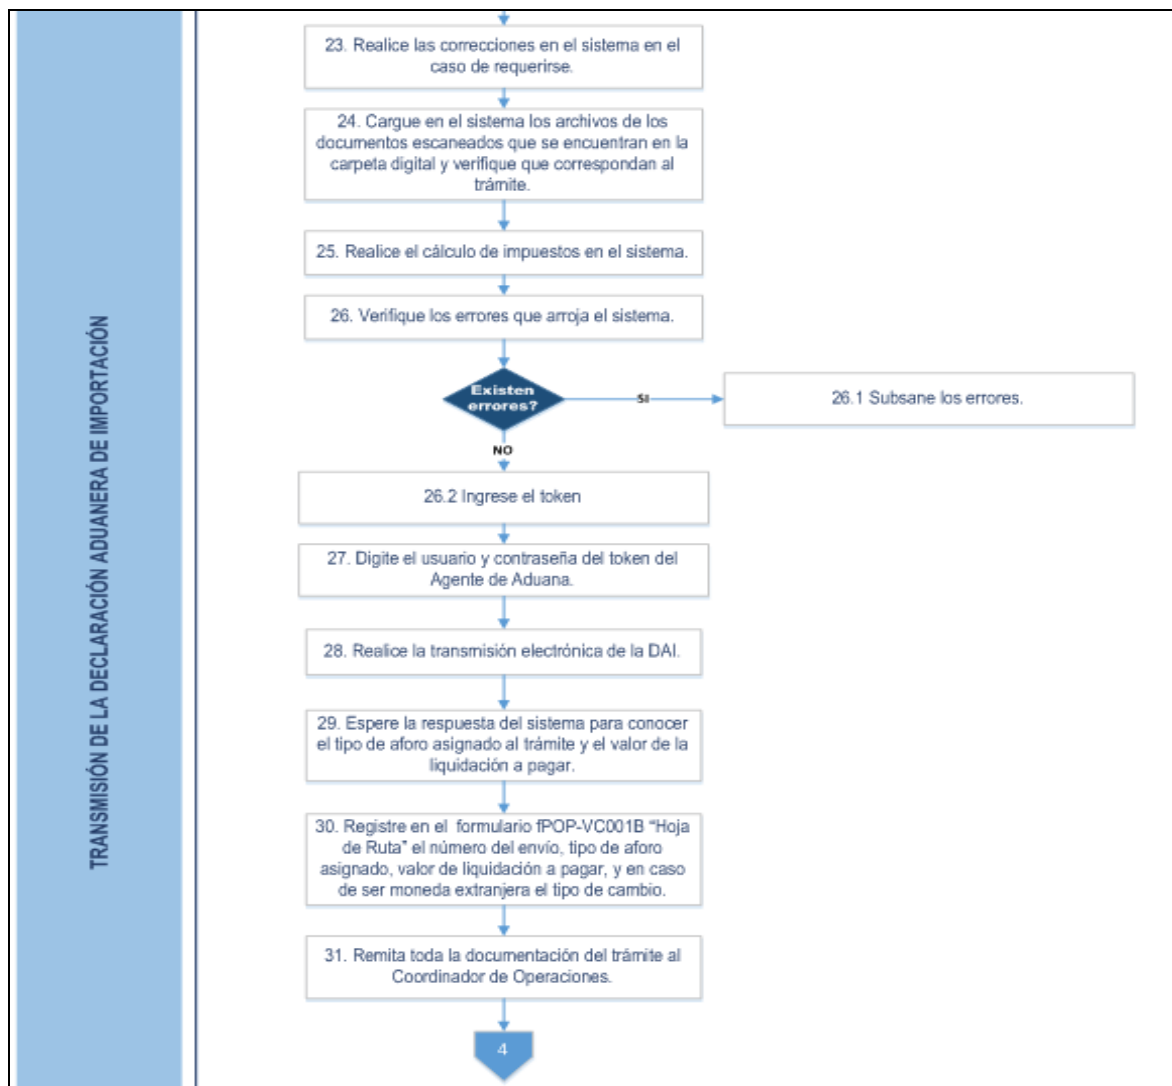 TRANSMISIÓN DE LA DECLARACIÓN ADUANERA DE IMPORTACIÓN
23. Realice las correcciones en el sistema en el
caso de requerirse.
24. Cargue en el sistema los archivos de los
documentos escaneados que se encuentran en la
carpeta digital y verifique que correspondan al
trámite.
25. Realice el cálculo de impuestos en el sistema.
26. Verifique los errores que arroja el sistema.
Existen
errores?
SI
26.1 Subsane los errores.
NO
26.2 Ingrese el token
27. Digite el usuario y contraseña del token del
Agente de Aduana.
28. Realice la transmisión electrónica de la DAI.
29. Espere la respuesta del sistema para conocer
el tipo de aforo asignado al trámite y el valor de la
liquidación a pagar.
30. Registre en el formulario fPOP-VC001B “Hoja
de Ruta” el número del envío, tipo de aforo
asignado, valor de liquidación a pagar, y en caso
de ser moneda extranjera el tipo de cambio.
31. Remita toda la documentación del trámite al
Coordinador de Operaciones.
4